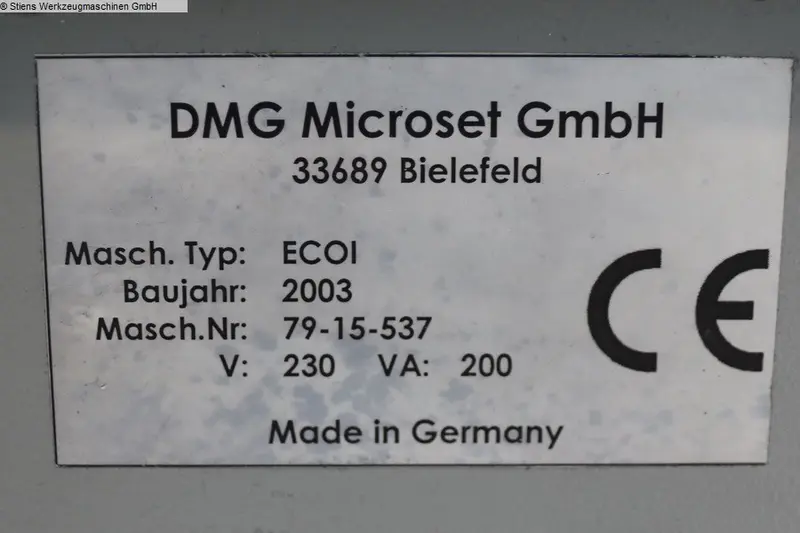 © Stiens Werkzeugmaschinen GmbH
DMG Microset GmbH
33689 Bielefeld
Masch. Typ: ECOI
Baujahr: 2003
Masch.Nr: 79-15-537
V: 230 VA: 200
CE
Made in Germany